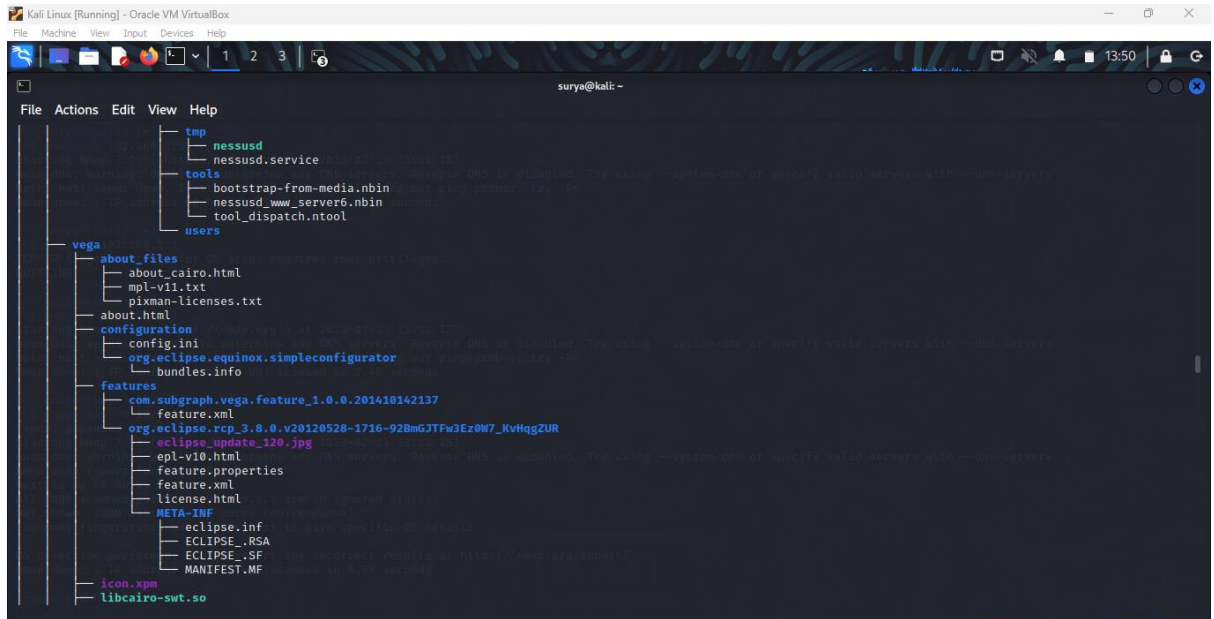 Kali Linux [Running] - Oracle VM VirtualBox
File Machine View Input Devices Help
1 2 3 13:50
surya@kali: ~
File Actions Edit View Help
├── tmp
│   ├── nessusd
│   └── nessusd.service
├── tools
│   ├── bootstrap-from-media.nbin
│   ├── nessusd_www_server6.nbin
│   └── tool_dispatch.ntool
└── users
├── vega
│   ├── about_files
│   │   ├── about_cairo.html
│   │   ├── mpl-v11.txt
│   │   └── pixman-licenses.txt
│   ├── about.html
│   ├── configuration
│   │   ├── config.ini
│   │   └── org.eclipse.equinox.simpleconfigurator
│   │       └── bundles.info
│   ├── features
│   │   ├── com.subgraph.vega.feature_1.0.0.201410142137
│   │   │   └── feature.xml
│   │   └── org.eclipse.rcp_3.8.0.v20120528-1716-92BmGJTFw3Ez0W7_KvHqgZUR
│   │       ├── eclipse_update_120.jpg
│   │       ├── epl-v10.html
│   │       ├── feature.properties
│   │       ├── feature.xml
│   │       ├── license.html
│   │       └── META-INF
│   │           ├── eclipse.inf
│   │           ├── ECLIPSE_.RSA
│   │           ├── ECLIPSE_.SF
│   │           └── MANIFEST.MF
│   ├── icon.xpm
│   ├── libcairo-swt.so